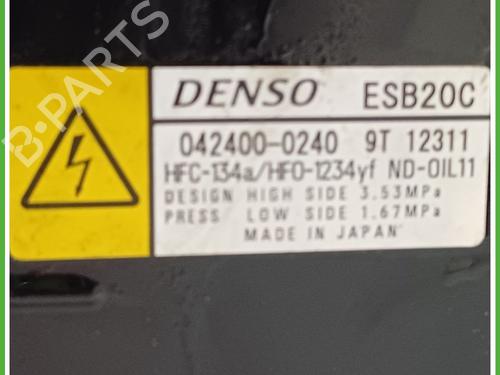 DENSO ESB20C
042400-0240 9T 12311
HFC-134a/HFO-1234yf ND-OIL11
DESIGN HIGH SIDE 3.53MPa
PRESS LOW SIDE 1.67MPa
MADE IN JAPAN
B-PARTS